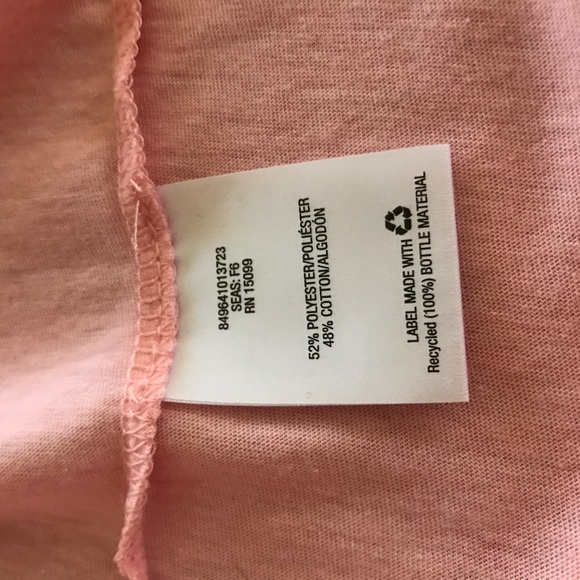 849641013723
SEAS: F6
RN 15099
52% POLYESTER/POLIÉSTER
48% COTTON/ALGODÓN
LABEL MADE WITH
Recycled (100%) BOTTLE MATERIAL